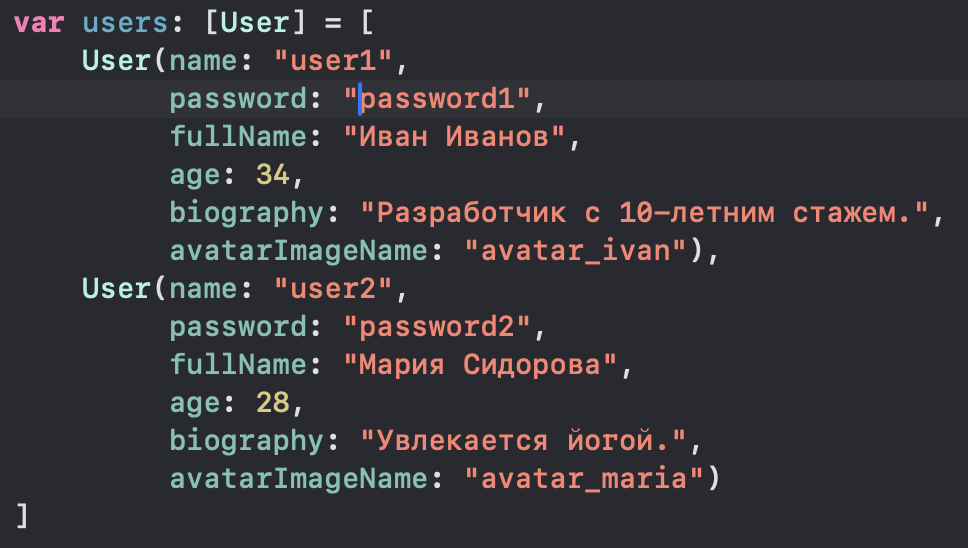 var users: [User] = [
User(name: "user1",
password: "password1",
fullName: "Иван Иванов",
age: 34,
biography: "Разработчик с 10-летним стажем.",
avatarImageName: "avatar_ivan"),
User(name: "user2",
password: "password2",
fullName: "Мария Сидорова",
age: 28,
biography: "Увлекается йогой.",
avatarImageName: "avatar_maria")
]